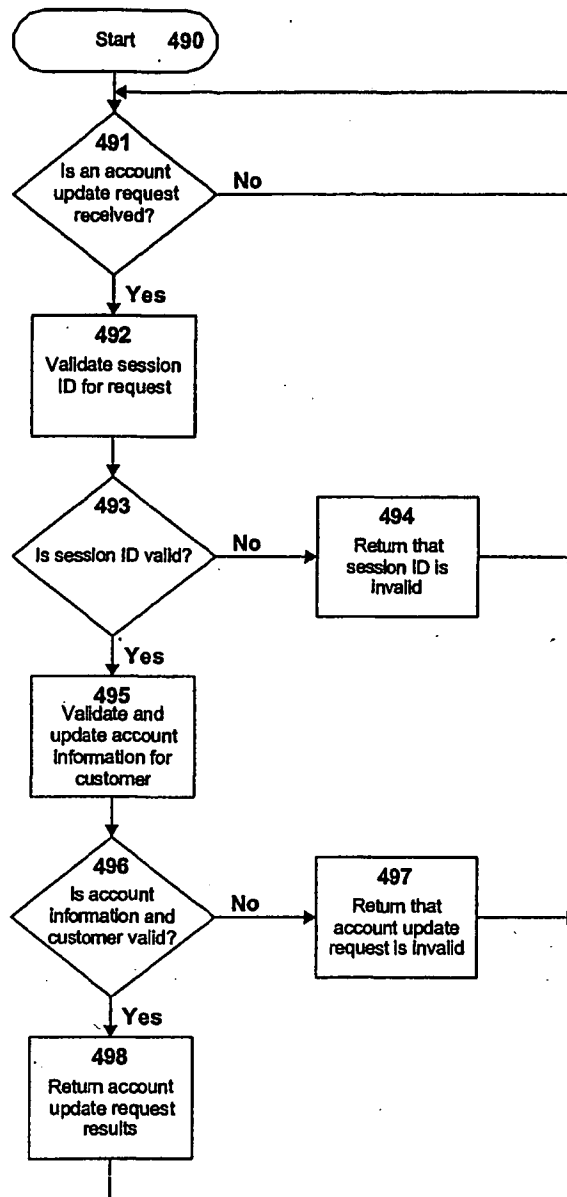 Start 490
491
Is an account
update request
received?
No
Yes
492
Validate session
ID for request
493
Is session ID valid?
No
494
Return that
session ID is
invalid
Yes
495
Validate and
update account
information for
customer
496
Is account
information and
customer valid?
No
497
Return that
account update
request is invalid
Yes
498
Return account
update request
results